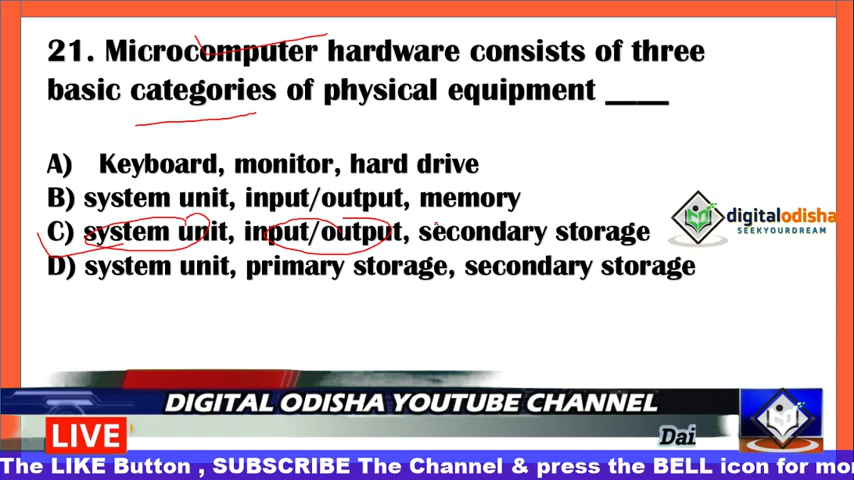 21. Microcomputer hardware consists of three
basic categories of physical equipment ____
A) Keyboard, monitor, hard drive
B) system unit, input/output, memory
C) system unit, input/output, secondary storage
D) system unit, primary storage, secondary storage
digitalodisha
SEEKYOURDREAM
DIGITAL ODISHA YOUTUBE CHANNEL
LIVE
Dai
The LIKE Button , SUBSCRIBE The Channel & press the BELL icon for mor